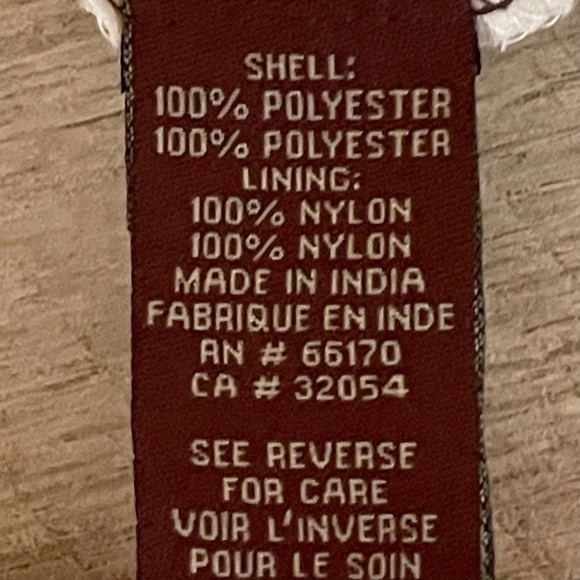 SHELL:
100% POLYESTER
100% POLYESTER
LINING:
100% NYLON
100% NYLON
MADE IN INDIA
FABRIQUE EN INDE
RN # 66170
CA # 32054
SEE REVERSE
FOR CARE
VOIR L'INVERSE
POUR LE SOIN